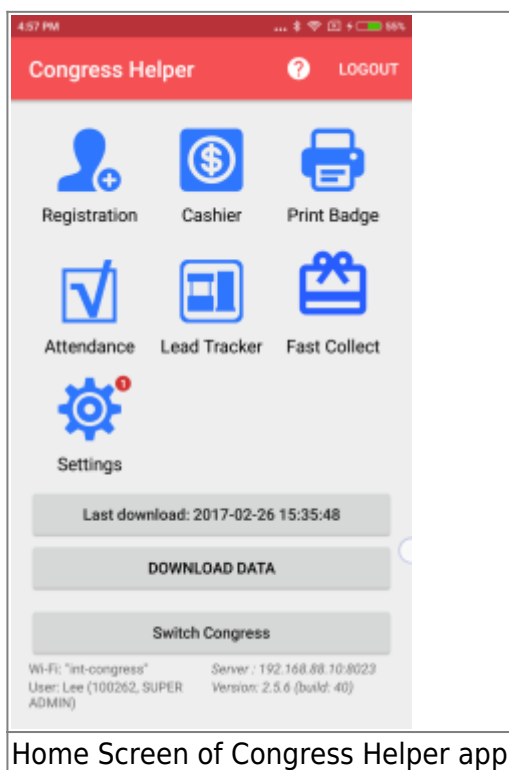 4:57 PM ... 55%
Congress Helper ? LOGOUT
Registration Cashier Print Badge
Attendance Lead Tracker Fast Collect
1
Settings
Last download: 2017-02-26 15:35:48
DOWNLOAD DATA
Switch Congress
Wi-Fi: "int-congress" Server : 192.168.88.10:8023
User: Lee (100262, SUPER Version: 2.5.6 (build: 40)
ADMIN)
Home Screen of Congress Helper app